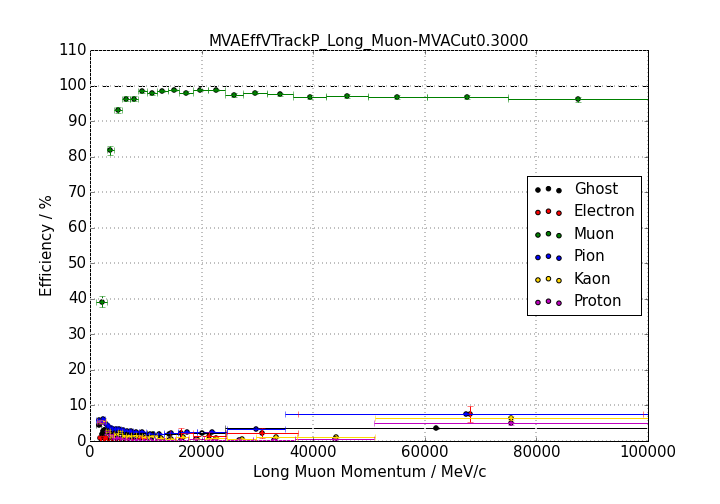 MVAEffVTrackP_Long_Muon-MVACut0.3000
110
100
90
80
70
60
50
40
30
20
10
0
Efficiency / %
Ghost
Electron
Muon
Pion
Kaon
Proton
0 20000 40000 60000 80000 100000
Long Muon Momentum / MeV/c